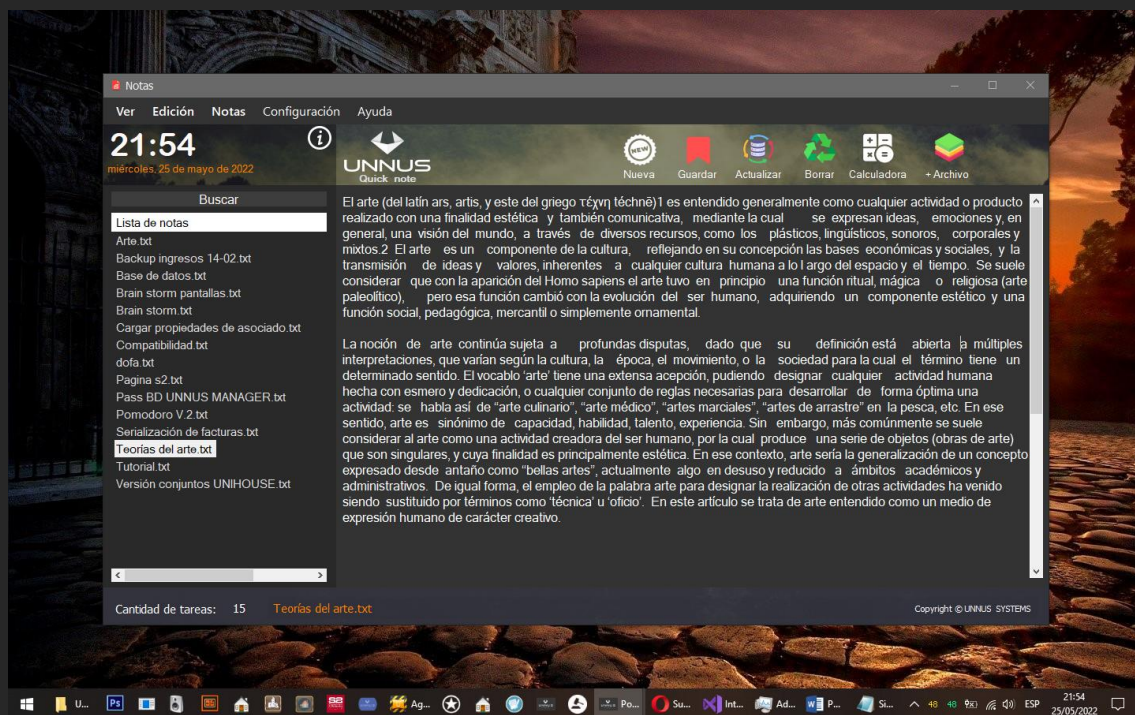 Notas
Ver Edición Notas Configuración Ayuda
21:54
miércoles, 25 de mayo de 2022
UNNUS
Quick note
NEW
Nueva Guardar Actualizar Borrar Calculadora + Archivo
Buscar
Lista de notas
Arte.txt
Backup ingresos 14-02.txt
Base de datos.txt
Brain storm pantallas.txt
Brain storm.txt
Cargar propiedades de asociado.txt
Compatibilidad.txt
dofa.txt
Pagina s2.txt
Pass BD UNNUS MANAGER.txt
Pomodoro V.2.txt
Serialización de facturas.txt
Teorías del arte.txt
Tutorial.txt
Versión conjuntos UNIHOUSE.txt
El arte (del latín ars, artis, y este del griego τέχνη téchnē)1 es entendido generalmente como cualquier actividad o producto
realizado con una finalidad estética y también comunicativa, mediante la cual se expresan ideas, emociones y, en
general, una visión del mundo, a través de diversos recursos, como los plásticos, lingüísticos, sonoros, corporales y
mixtos.2 El arte es un componente de la cultura, reflejando en su concepción las bases económicas y sociales, y la
transmisión de ideas y valores, inherentes a cualquier cultura humana a lo l argo del espacio y el tiempo. Se suele
considerar que con la aparición del Homo sapiens el arte tuvo en principio una función ritual, mágica o religiosa (arte
paleolítico), pero esa función cambió con la evolución del ser humano, adquiriendo un componente estético y una
función social, pedagógica, mercantil o simplemente ornamental.
La noción de arte continúa sujeta a profundas disputas, dado que su definición está abierta a múltiples
interpretaciones, que varían según la cultura, la época, el movimiento, o la sociedad para la cual el término tiene un
determinado sentido. El vocablo ‘arte’ tiene una extensa acepción, pudiendo designar cualquier actividad humana
hecha con esmero y dedicación, o cualquier conjunto de reglas necesarias para desarrollar de forma óptima una
actividad: se habla así de “arte culinario”, “arte médico”, “artes marciales”, “artes de arrastre” en la pesca, etc. En ese
sentido, arte es sinónimo de capacidad, habilidad, talento, experiencia. Sin embargo, más comúnmente se suele
considerar al arte como una actividad creadora del ser humano, por la cual produce una serie de objetos (obras de arte)
que son singulares, y cuya finalidad es principalmente estética. En ese contexto, arte sería la generalización de un concepto
expresado desde antaño como “bellas artes”, actualmente algo en desuso y reducido a ámbitos académicos y
administrativos. De igual forma, el empleo de la palabra arte para designar la realización de otras actividades ha venido
siendo sustituido por términos como ‘técnica’ u ‘oficio’. En este artículo se trata de arte entendido como un medio de
expresión humano de carácter creativo.
Cantidad de tareas: 15 Teorías del arte.txt
Copyright © UNNUS SYSTEMS
U... Ps Ag... Po... Su... Int... Ad... P... Si... 48 48 ESP
21:54
25/05/2022